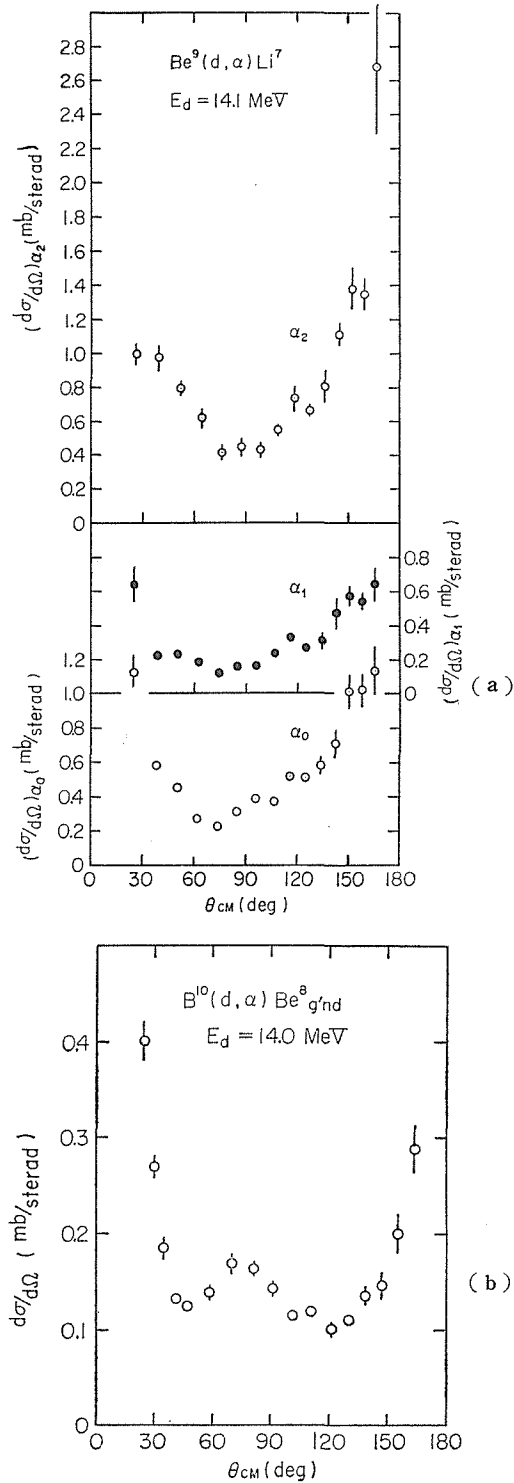 2.8
2.6
2.4
2.2
2.0
1.8
1.6
1.4
1.2
1.0
0.8
0.6
0.4
0.2
0
(dσ/dΩ)α₂(mb/sterad)
Be⁹(d,α)Li⁷
E_d=14.1 MeV
α₂
0.8
0.6
0.4
0.2
0
(dσ/dΩ)α₁(mb/sterad)
α₁
(a)
1.2
1.0
0.8
0.6
0.4
0.2
0
(dσ/dΩ)α₀(mb/sterad)
α₀
0 30 60 90 120 150 180
θCM(deg)
B¹⁰(d,α)Be⁸g'nd
E_d=14.0 MeV
0.4
0.3
0.2
0.1
0
dσ/dΩ (mb/sterad)
(b)
0 30 60 90 120 150 180
θCM(deg)